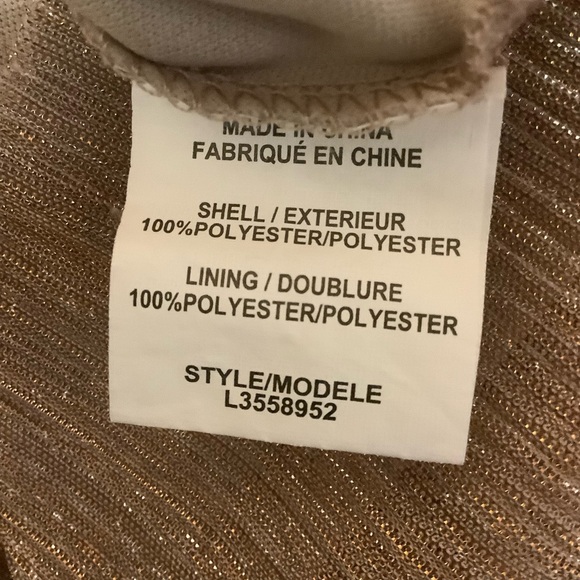 MADE IN CHINA
FABRIQUÉ EN CHINE
SHELL / EXTERIEUR
100%POLYESTER/POLYESTER
LINING / DOUBLURE
100%POLYESTER/POLYESTER
STYLE/MODELE
L3558952